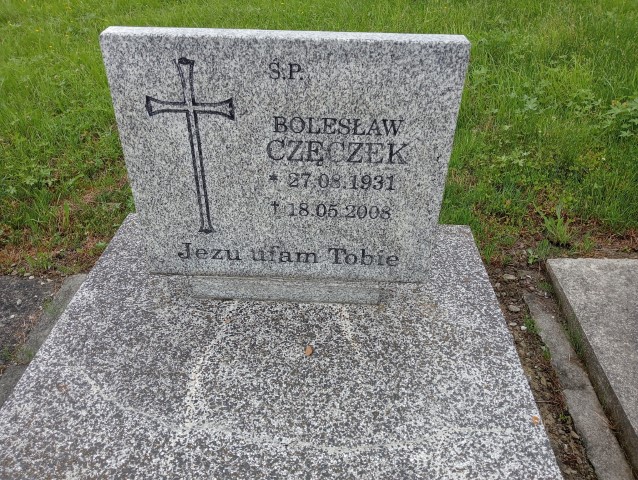 Ś.P.
BOLESŁAW
CZĘCZEK
* 27.08.1931
† 18.05.2008
Jezu ufam Tobie